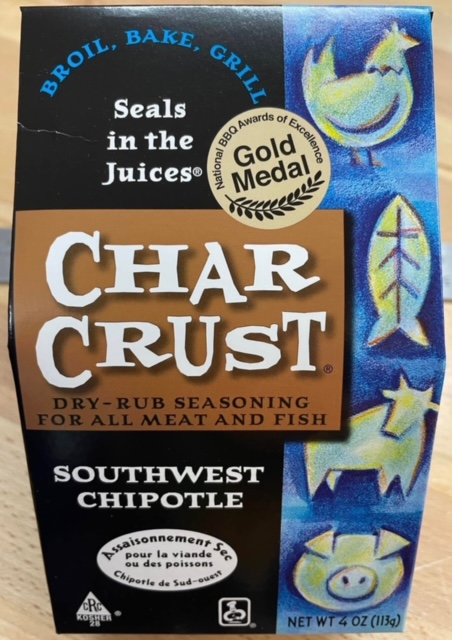 BROIL, BAKE, GRILL
Seals
in the
Juices®
National BBQ Awards of Excellence
Gold
Medal
CHAR
CRUST®
DRY-RUB SEASONING
FOR ALL MEAT AND FISH
SOUTHWEST
CHIPOTLE
Assaisonnement Sec
pour la viande
ou des poissons
Chipotle de Sud-ouest
cRc®
KOSHER
28
NET WT 4 OZ (113g)